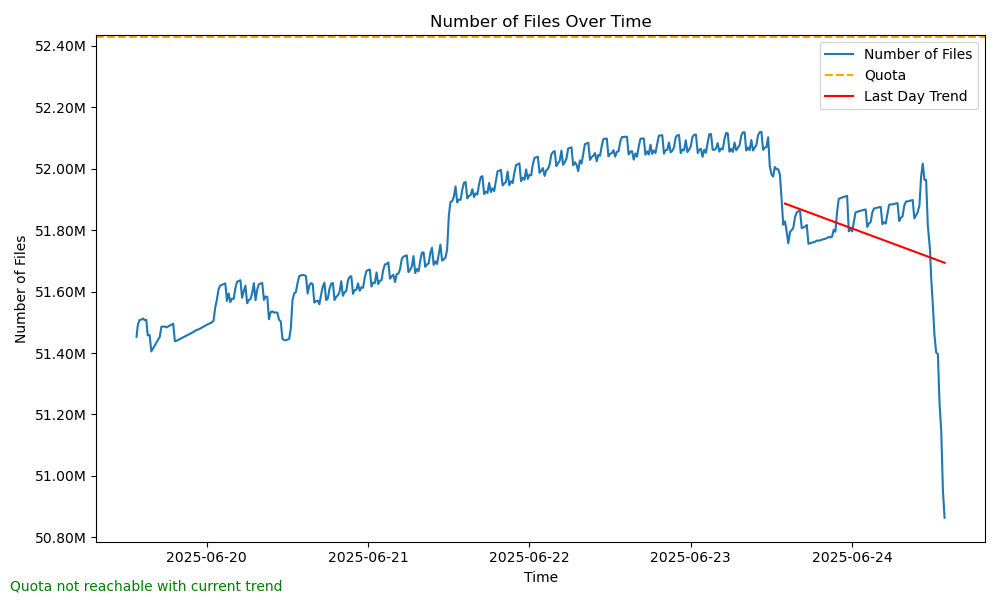 Number of Files Over Time
52.40M
52.20M
52.00M
51.80M
51.60M
51.40M
51.20M
51.00M
50.80M
Number of Files
Number of Files
Quota
Last Day Trend
2025-06-20
2025-06-21
2025-06-22
2025-06-23
2025-06-24
Time
Quota not reachable with current trend